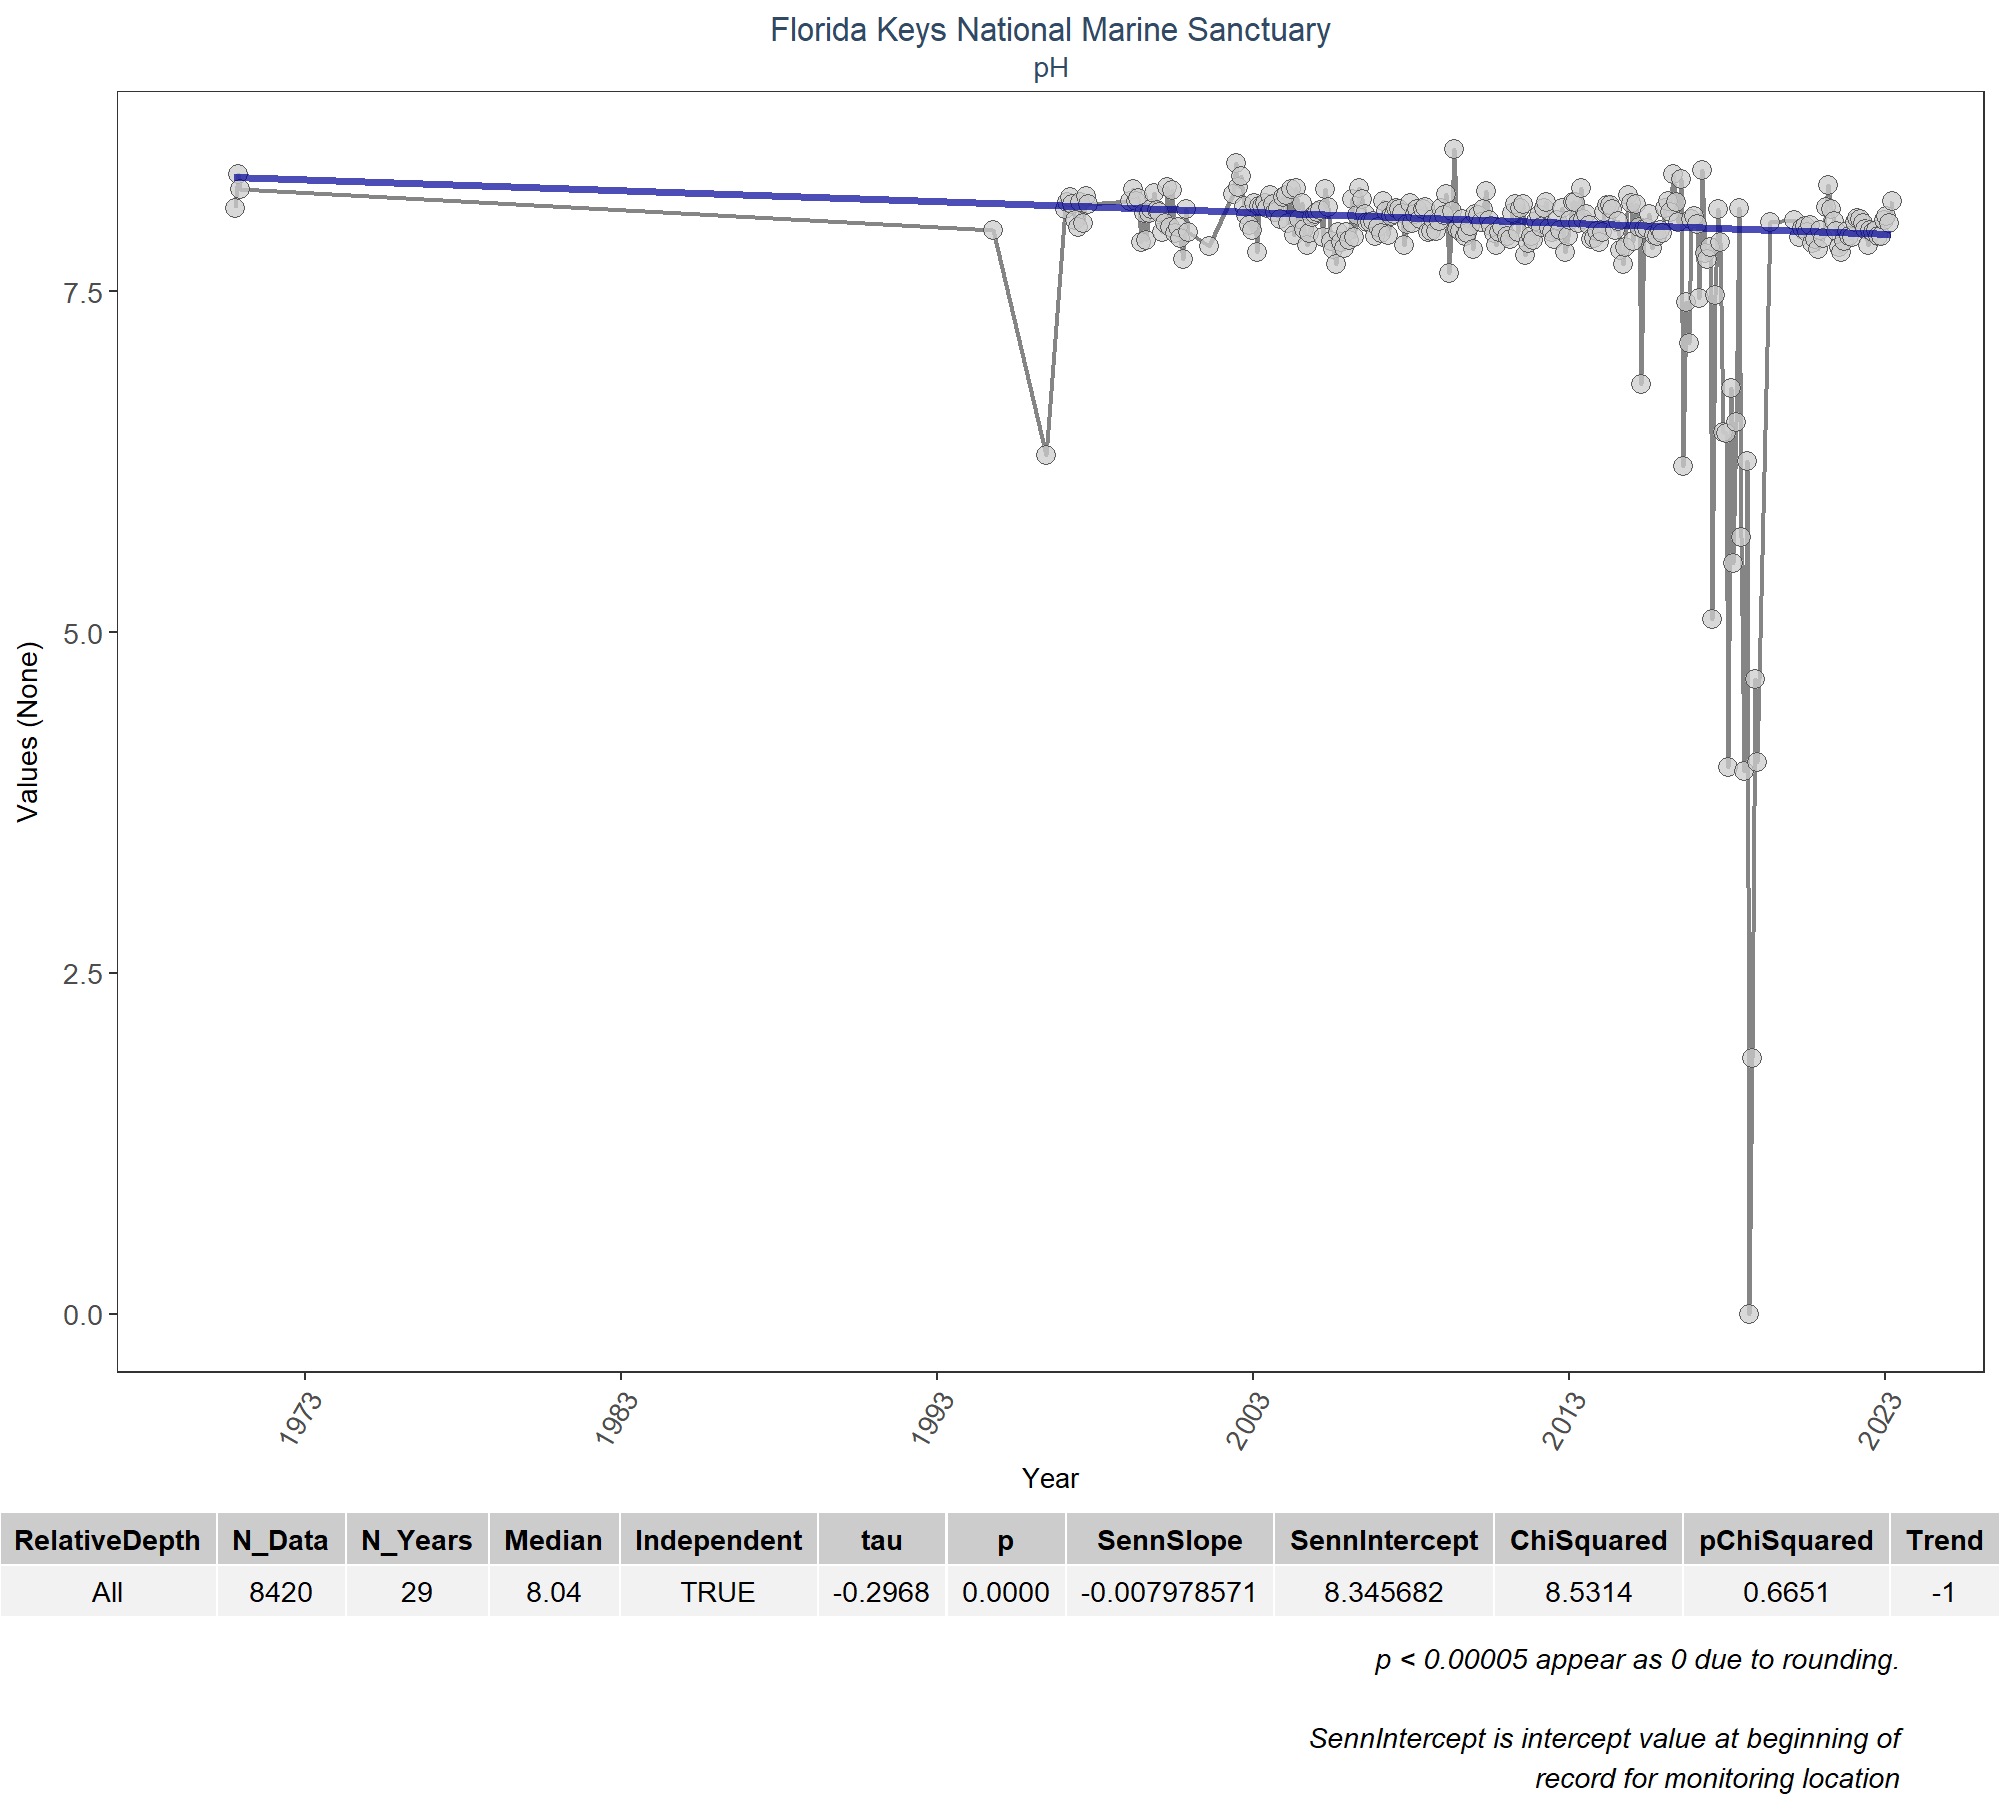 Florida Keys National Marine Sanctuary
pH
Values (None)
7.5
5.0
2.5
0.0
1973
1983
1993
2003
2013
2023
Year
RelativeDepth N_Data N_Years Median Independent tau p SennSlope SennIntercept ChiSquared pChiSquared Trend
All 8420 29 8.04 TRUE -0.2968 0.0000 -0.007978571 8.345682 8.5314 0.6651 -1
p < 0.00005 appear as 0 due to rounding.
SennIntercept is intercept value at beginning of
record for monitoring location